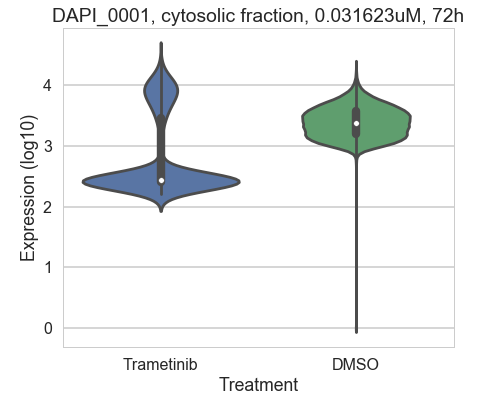 DAPI_0001, cytosolic fraction, 0.031623uM, 72h
Expression (log10)
4
3
2
1
0
Trametinib
DMSO
Treatment